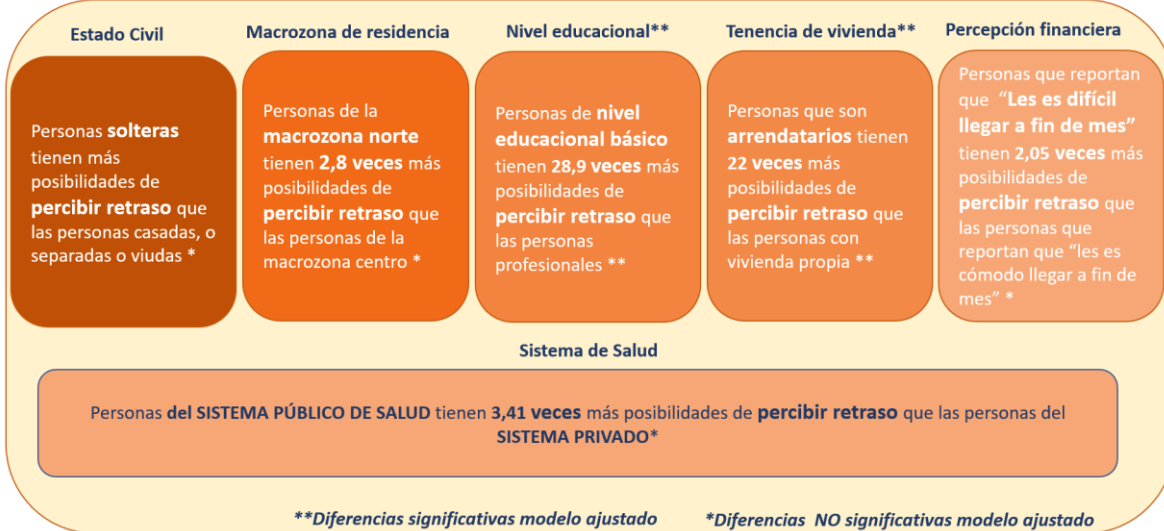 Estado Civil
Personas solteras
tienen más
posibilidades de
percibir retraso que
las personas casadas, o
separadas o viudas *
Macrozona de residencia
Personas de la
macrozona norte
tienen 2,8 veces más
posibilidades de
percibir retraso que
las personas de la
macrozona centro *
Nivel educacional**
Personas de nivel
educacional básico
tienen 28,9 veces más
posibilidades de
percibir retraso que
las personas
profesionales **
Tenencia de vivienda**
Personas que son
arrendatarios tienen
22 veces más
posibilidades de
percibir retraso que
las personas con
vivienda propia **
Percepción financiera
Personas que reportan
que “Les es difícil
llegar a fin de mes”
tienen 2,05 veces más
posibilidades de
percibir retraso que
las personas que
reportan que “les es
cómodo llegar a fin de
mes” *
Sistema de Salud
Personas del SISTEMA PÚBLICO DE SALUD tienen 3,41 veces más posibilidades de percibir retraso que las personas del
SISTEMA PRIVADO*
**Diferencias significativas modelo ajustado
*Diferencias NO significativas modelo ajustado